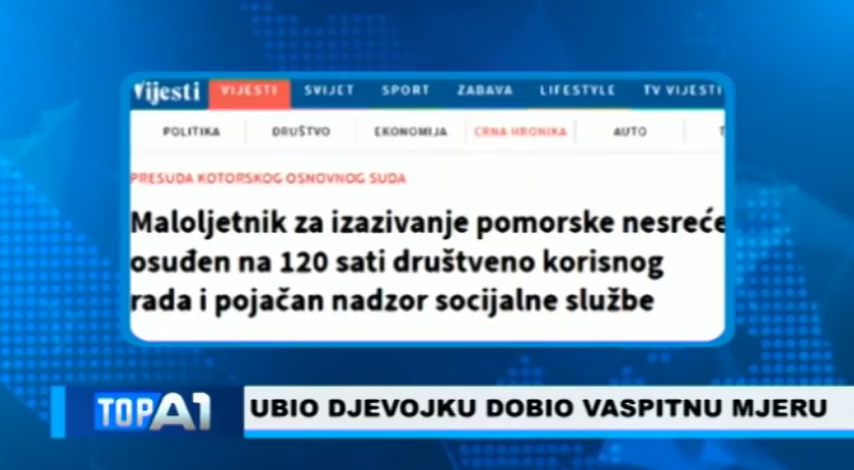 Vijesti VIJESTI SVIJET SPORT ZABAVA LIFESTYLE TV VIJESTI
POLITIKA DRUŠTVO EKONOMIJA CRNA HRONIKA AUTO
PRESUDA KOTORSKOG OSNOVNOG SUDA
Maloljetnik za izazivanje pomorske nesreće
osuđen na 120 sati društveno korisnog
rada i pojačan nadzor socijalne službe
TOP A1 UBIO DJEVOJKU DOBIO VASPITNU MJERU